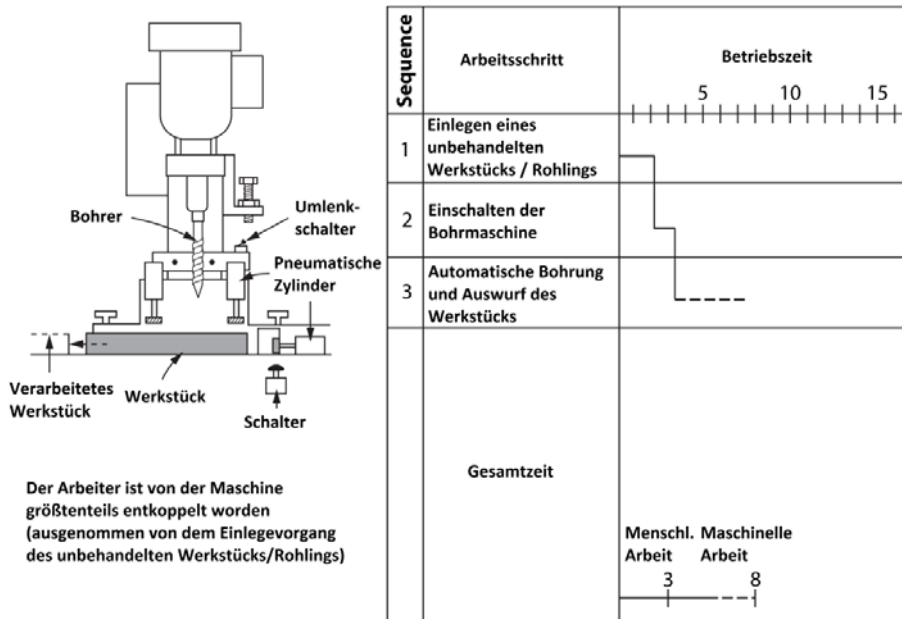 Bohrer
Umlenk-
schalter
Pneumatische
Zylinder
Verarbeitetes
Werkstück
Werkstück
Schalter
Der Arbeiter ist von der Maschine
größtenteils entkoppelt worden
(ausgenommen von dem Einlegevorgang
des unbehandelten Werkstücks/Rohlings)
Sequence
Arbeitsschritt
Betriebszeit
5 10 15
1
Einlegen eines
unbehandelten
Werkstücks / Rohlings
2
Einschalten der
Bohrmaschine
3
Automatische Bohrung
und Auswurf des
Werkstücks
Gesamtzeit
Menschl.
Arbeit
Maschinelle
Arbeit
3 8